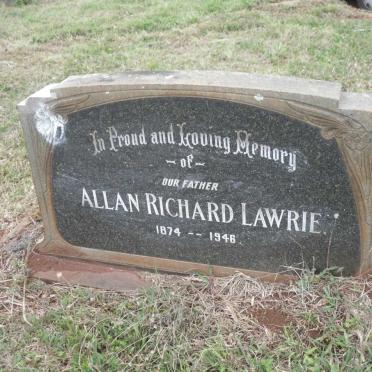 In Proud and Loving Memory
- of -
OUR FATHER
ALLAN RICHARD LAWRIE
1874 -- 1946